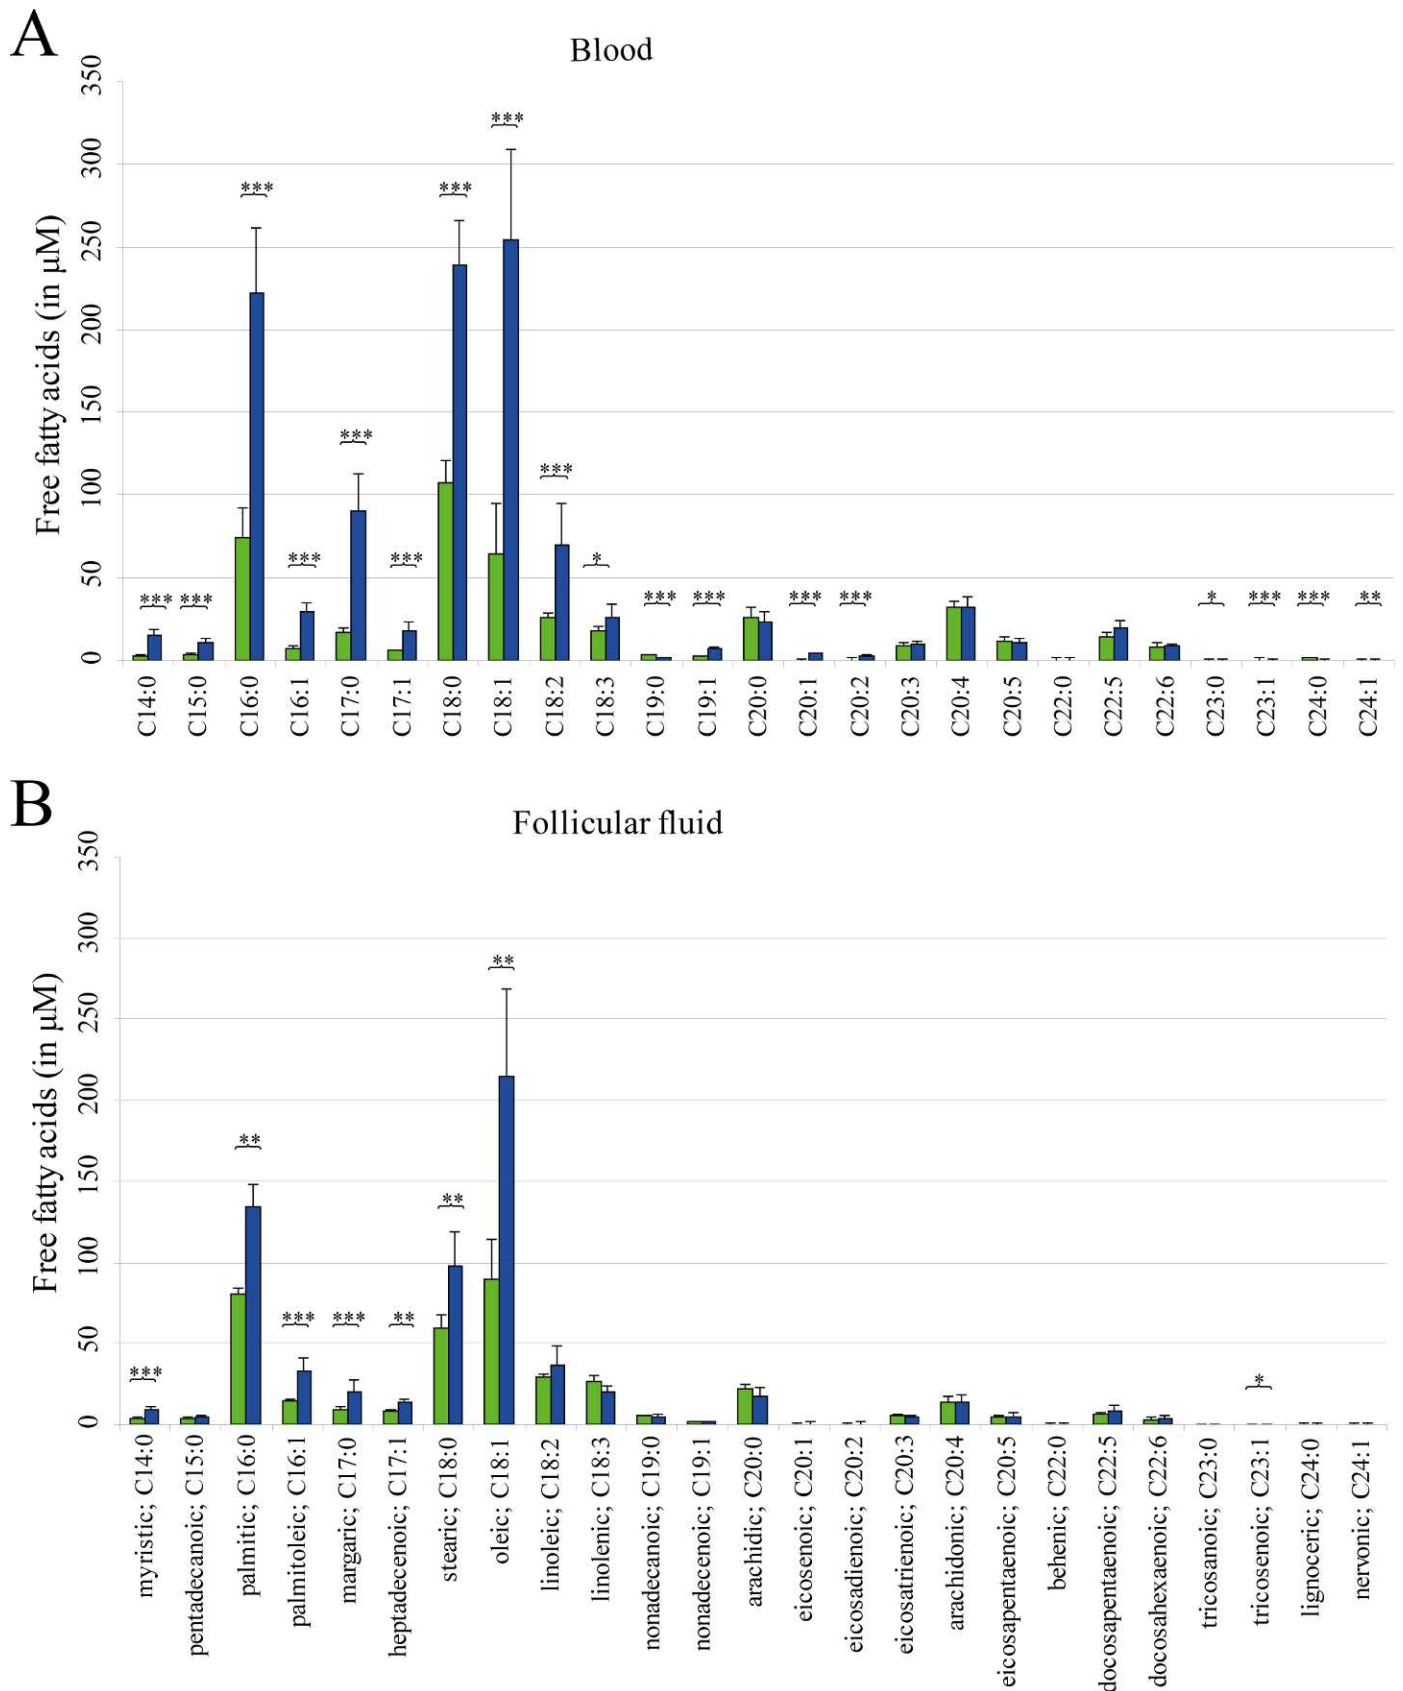 A
Blood
Free fatty acids (in μM)
350
300
250
200
150
100
50
0
*** *** *** *** *** *** *** *** *** * *** *** *** *** * *** *** **
C14:0
C15:0
C16:0
C16:1
C17:0
C17:1
C18:0
C18:1
C18:2
C18:3
C19:0
C19:1
C20:0
C20:1
C20:2
C20:3
C20:4
C20:5
C22:0
C22:5
C22:6
C23:0
C23:1
C24:0
C24:1
B
Follicular fluid
Free fatty acids (in μM)
350
300
250
200
150
100
50
0
*** ** *** *** ** ** ** *
myristic; C14:0
pentadecanoic; C15:0
palmitic; C16:0
palmitoleic; C16:1
margaric; C17:0
heptadecenoic; C17:1
stearic; C18:0
oleic; C18:1
linoleic; C18:2
linolenic; C18:3
nonadecanoic; C19:0
nonadecenoic; C19:1
arachidic; C20:0
eicosenoic; C20:1
eicosadienoic; C20:2
eicosatrienoic; C20:3
arachidonic; C20:4
eicosapentaenoic; C20:5
behenic; C22:0
docosapentaenoic; C22:5
docosahexaenoic; C22:6
tricosanoic; C23:0
tricosenoic; C23:1
lignoceric; C24:0
nervonic; C24:1